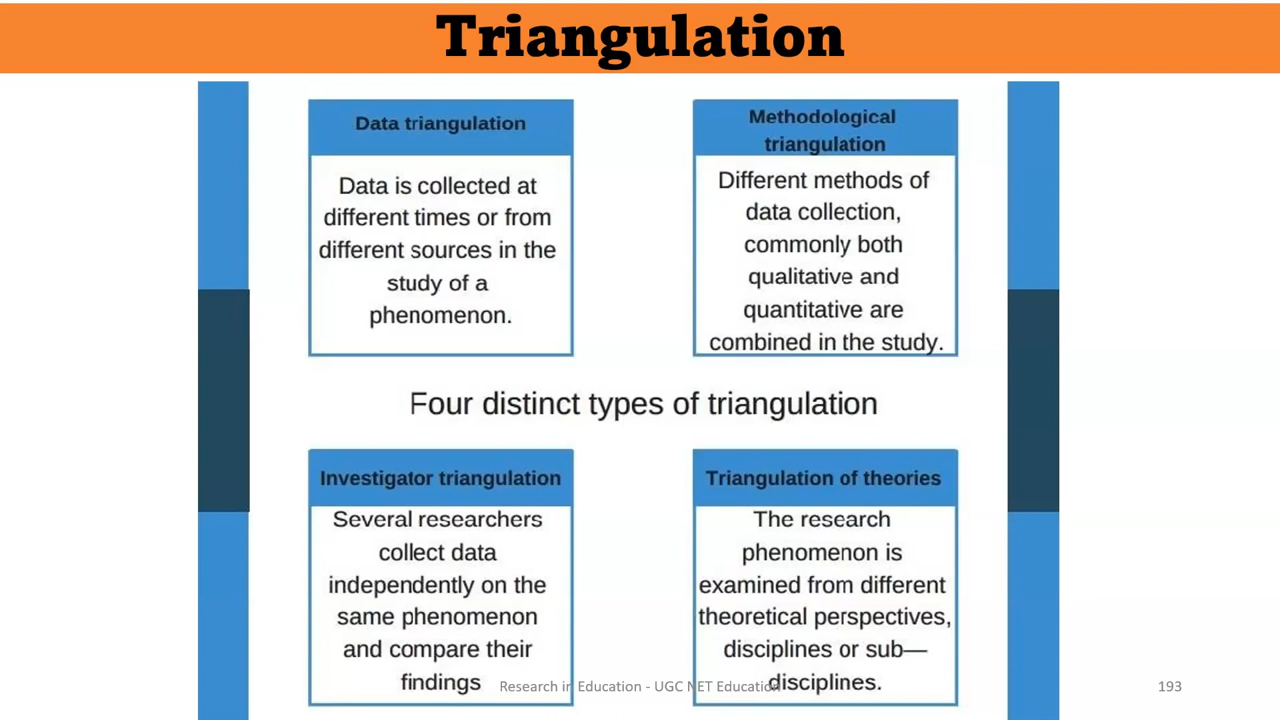 Triangulation
Data triangulation
Data is collected at
different times or from
different sources in the
study of a
phenomenon.
Methodological
triangulation
Different methods of
data collection,
commonly both
qualitative and
quantitative are
combined in the study.
Four distinct types of triangulation
Investigator triangulation
Several researchers
collect data
independently on the
same phenomenon
and compare their
findings
Triangulation of theories
The research
phenomenon is
examined from different
theoretical perspectives,
disciplines or sub—
disciplines.
Research in Education - UGC NET Education
193